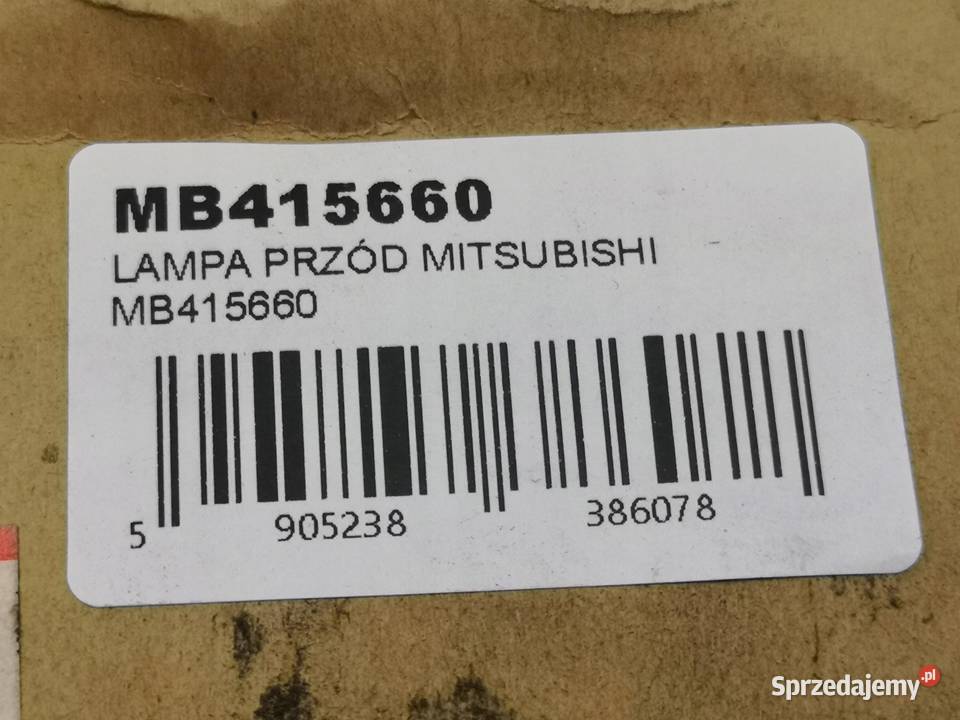 MB415660
LAMPA PRZÓD MITSUBISHI
MB415660
5 905238 386078
Sprzedajemy.pl